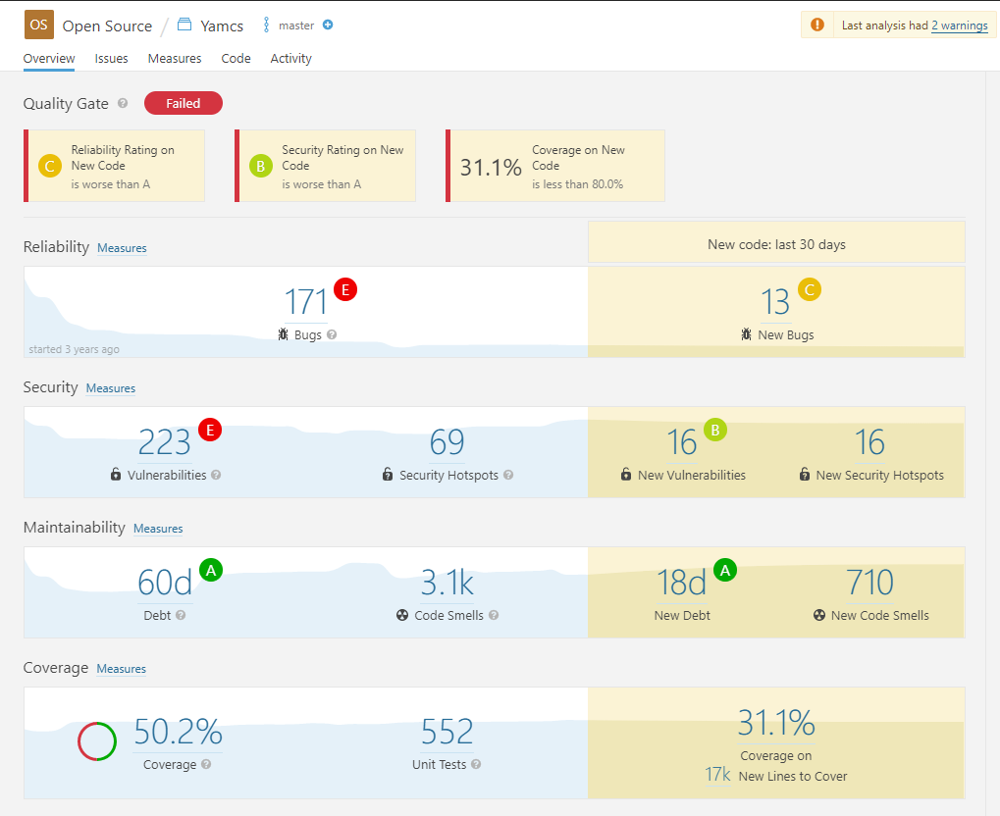 OS Open Source / Yamcs master
Last analysis had 2 warnings
Overview Issues Measures Code Activity
Quality Gate ? Failed
C
Reliability Rating on
New Code
is worse than A
B
Security Rating on New
Code
is worse than A
31.1%
Coverage on New
Code
is less than 80.0%
Reliability Measures
New code: last 30 days
171 E
Bugs ?
started 3 years ago
13 C
New Bugs
Security Measures
223 E
Vulnerabilities ?
69
Security Hotspots ?
16 B
New Vulnerabilities
16
New Security Hotspots
Maintainability Measures
60d A
Debt ?
3.1k
Code Smells ?
18d A
New Debt
710
New Code Smells
Coverage Measures
50.2%
Coverage ?
552
Unit Tests ?
31.1%
Coverage on
17k New Lines to Cover